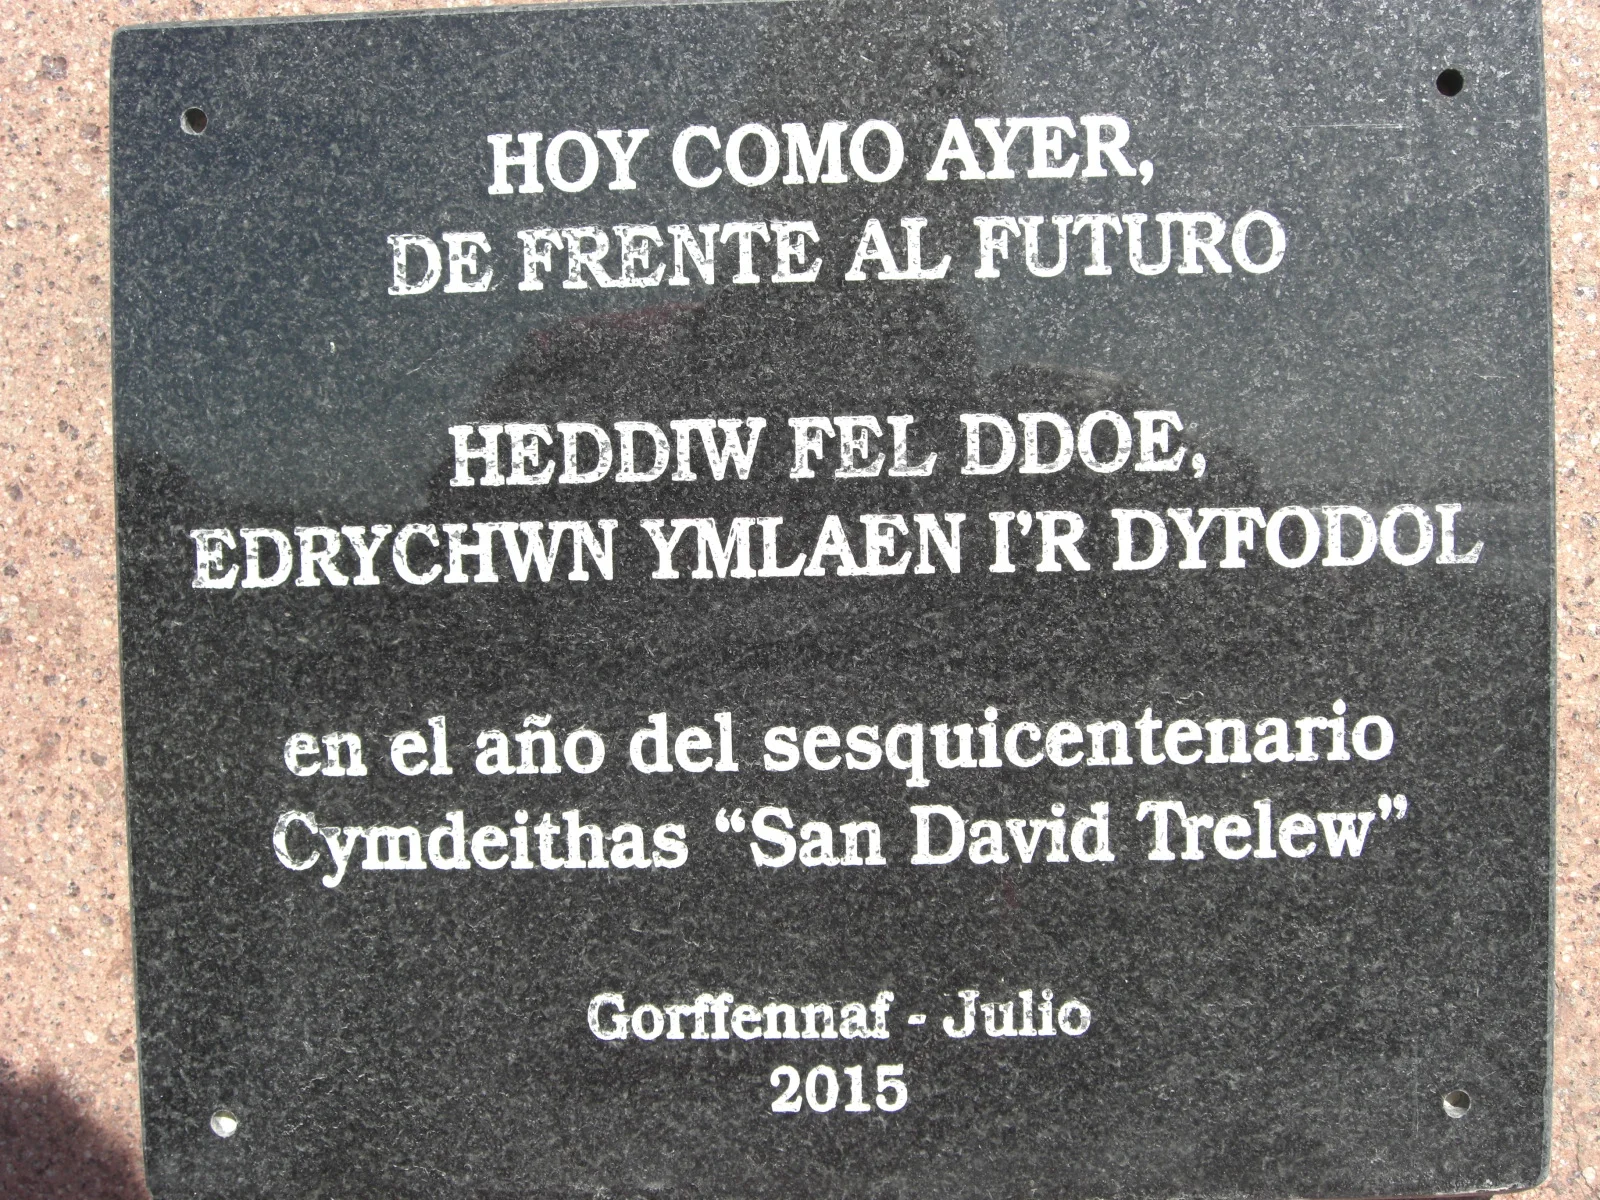 HOY COMO AYER,
DE FRENTE AL FUTURO
HEDDIW FEL DDOE,
EDRYCHWN YMLAEN I'R DYFODOL
en el año del sesquicentenario
Cymdeithas “San David Trelew”
Gorffennaf - Julio
2015